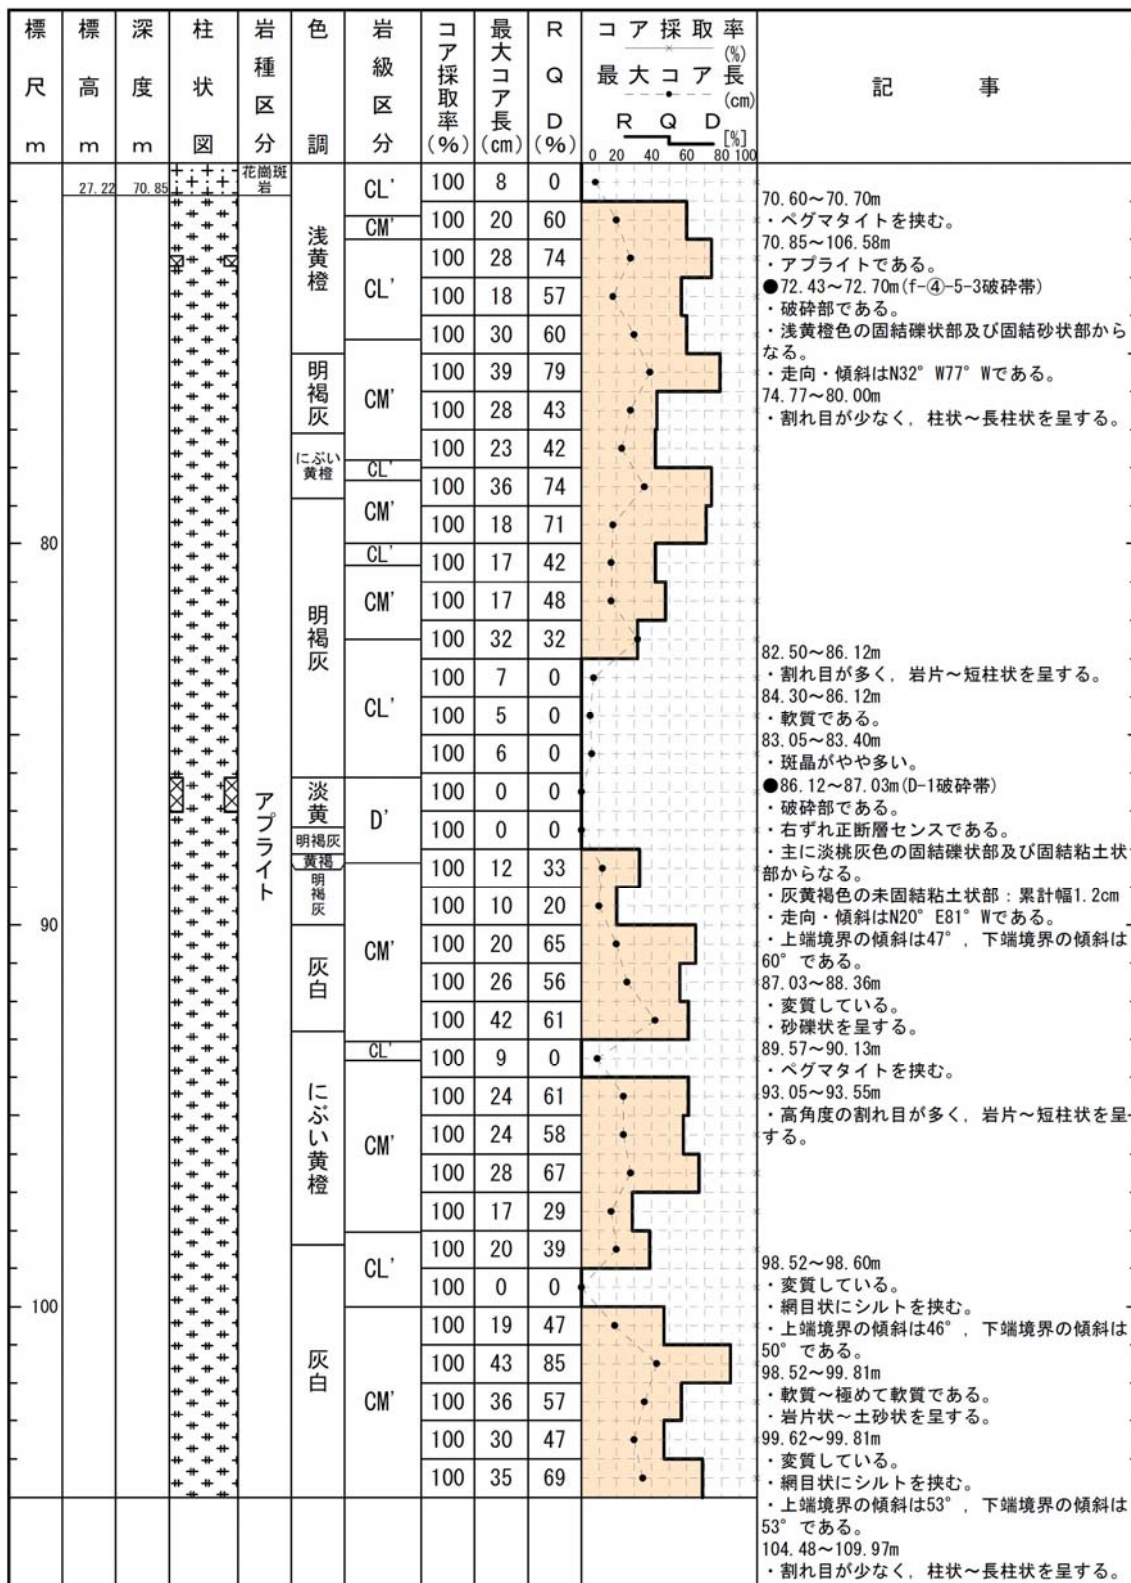 標尺m
標高m
深度m
柱状図
岩種区分
色調
岩級区分
コア採取率(%)
最大コア長(cm)
RQD(%)
コア採取率(%)
最大コア長(cm)
RQD[%]
0 20 40 60 80 100
記事
27.22 70.85
花崗斑岩
アプライト
80
90
100
浅黄橙
明褐灰
にぶい黄橙
明褐灰
淡黄
明褐灰
黄褐
明褐灰
灰白
にぶい黄橙
灰白
CL'
CM'
CL'
CM'
CL'
CM'
CL'
CM'
CL'
D'
CM'
CL'
CM'
CL'
CM'
100 8 0
100 20 60
100 28 74
100 18 57
100 30 60
100 39 79
100 28 43
100 23 42
100 36 74
100 18 71
100 17 42
100 17 48
100 32 32
100 7 0
100 5 0
100 6 0
100 0 0
100 0 0
100 12 33
100 10 20
100 20 65
100 26 56
100 42 61
100 9 0
100 24 61
100 24 58
100 28 67
100 17 29
100 20 39
100 0 0
100 19 47
100 43 85
100 36 57
100 30 47
100 35 69
70.60～70.70m
・ペグマタイトを挟む。
70.85～106.58m
・アプライトである。
●72.43～72.70m(f-④-5-3破砕帯)
・破砕部である。
・浅黄橙色の固結礫状部及び固結砂状部から
なる。
・走向・傾斜はN32°W77°Wである。
74.77～80.00m
・割れ目が少なく，柱状～長柱状を呈する。
82.50～86.12m
・割れ目が多く，岩片～短柱状を呈する。
84.30～86.12m
・軟質である。
83.05～83.40m
・斑晶がやや多い。
●86.12～87.03m(D-1破砕帯)
・破砕部である。
・右ずれ正断層センスである。
・主に淡桃灰色の固結礫状部及び固結粘土状
部からなる。
・灰黄褐色の未固結粘土状部：累計幅1.2cm
・走向・傾斜はN20°E81°Wである。
・上端境界の傾斜は47°，下端境界の傾斜は
60°である。
87.03～88.36m
・変質している。
・砂礫状を呈する。
89.57～90.13m
・ペグマタイトを挟む。
93.05～93.55m
・高角度の割れ目が多く，岩片～短柱状を呈
する。
98.52～98.60m
・変質している。
・網目状にシルトを挟む。
・上端境界の傾斜は46°，下端境界の傾斜は
50°である。
98.52～99.81m
・軟質～極めて軟質である。
・岩片状～土砂状を呈する。
99.62～99.81m
・変質している。
・網目状にシルトを挟む。
・上端境界の傾斜は53°，下端境界の傾斜は
53°である。
104.48～109.97m
・割れ目が少なく，柱状～長柱状を呈する。